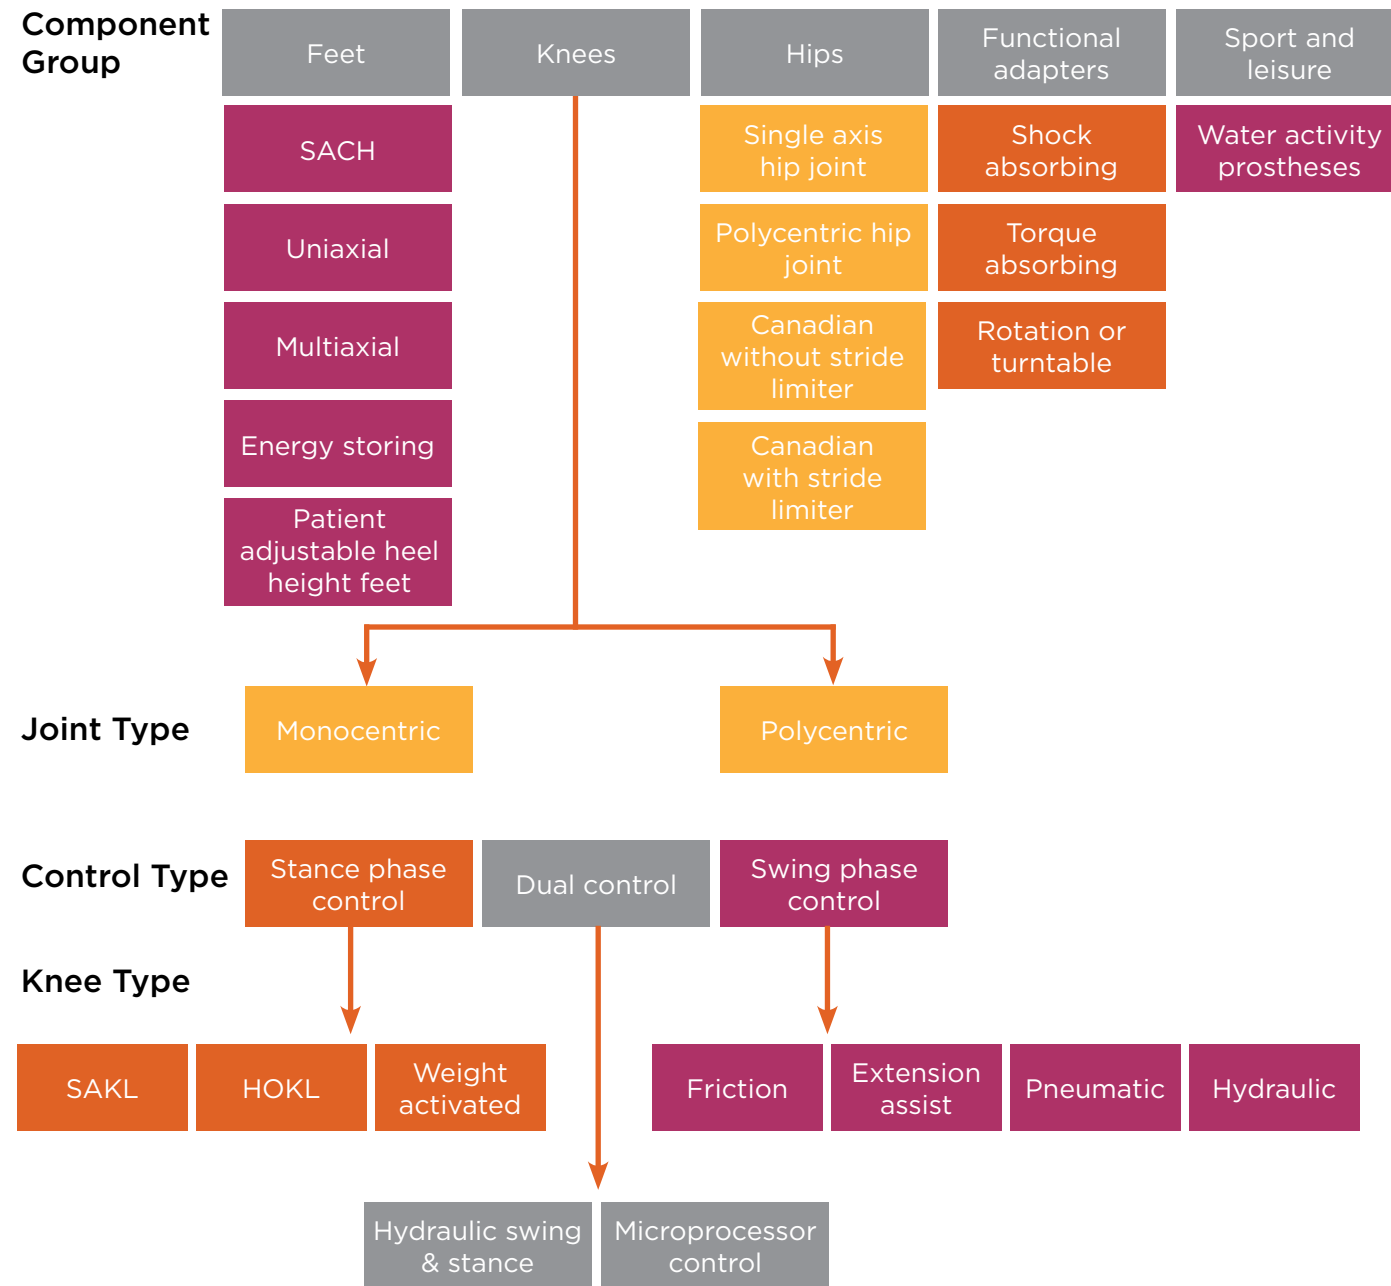 Component
Group
Feet
Knees
Hips
Functional
adapters
Sport and
leisure
SACH
Uniaxial
Multiaxial
Energy storing
Patient
adjustable heel
height feet
Single axis
hip joint
Polycentric hip
joint
Canadian
without stride
limiter
Canadian
with stride
limiter
Shock
absorbing
Torque
absorbing
Rotation or
turntable
Water activity
prostheses
Joint Type
Monocentric
Polycentric
Control Type
Stance phase
control
Dual control
Swing phase
control
Knee Type
SAKL
HOKL
Weight
activated
Friction
Extension
assist
Pneumatic
Hydraulic
Hydraulic swing
& stance
Microprocessor
control